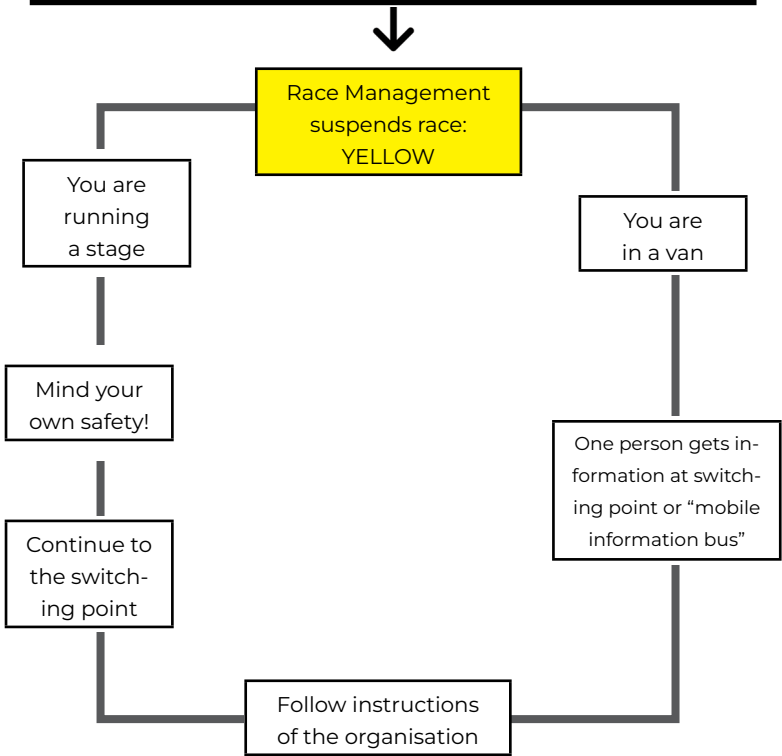 Race Management
suspends race:
YELLOW
You are
running
a stage
Mind your
own safety!
Continue to
the switch-
ing point
You are
in a van
One person gets in-
formation at switch-
ing point or “mobile
information bus”
Follow instructions
of the organisation